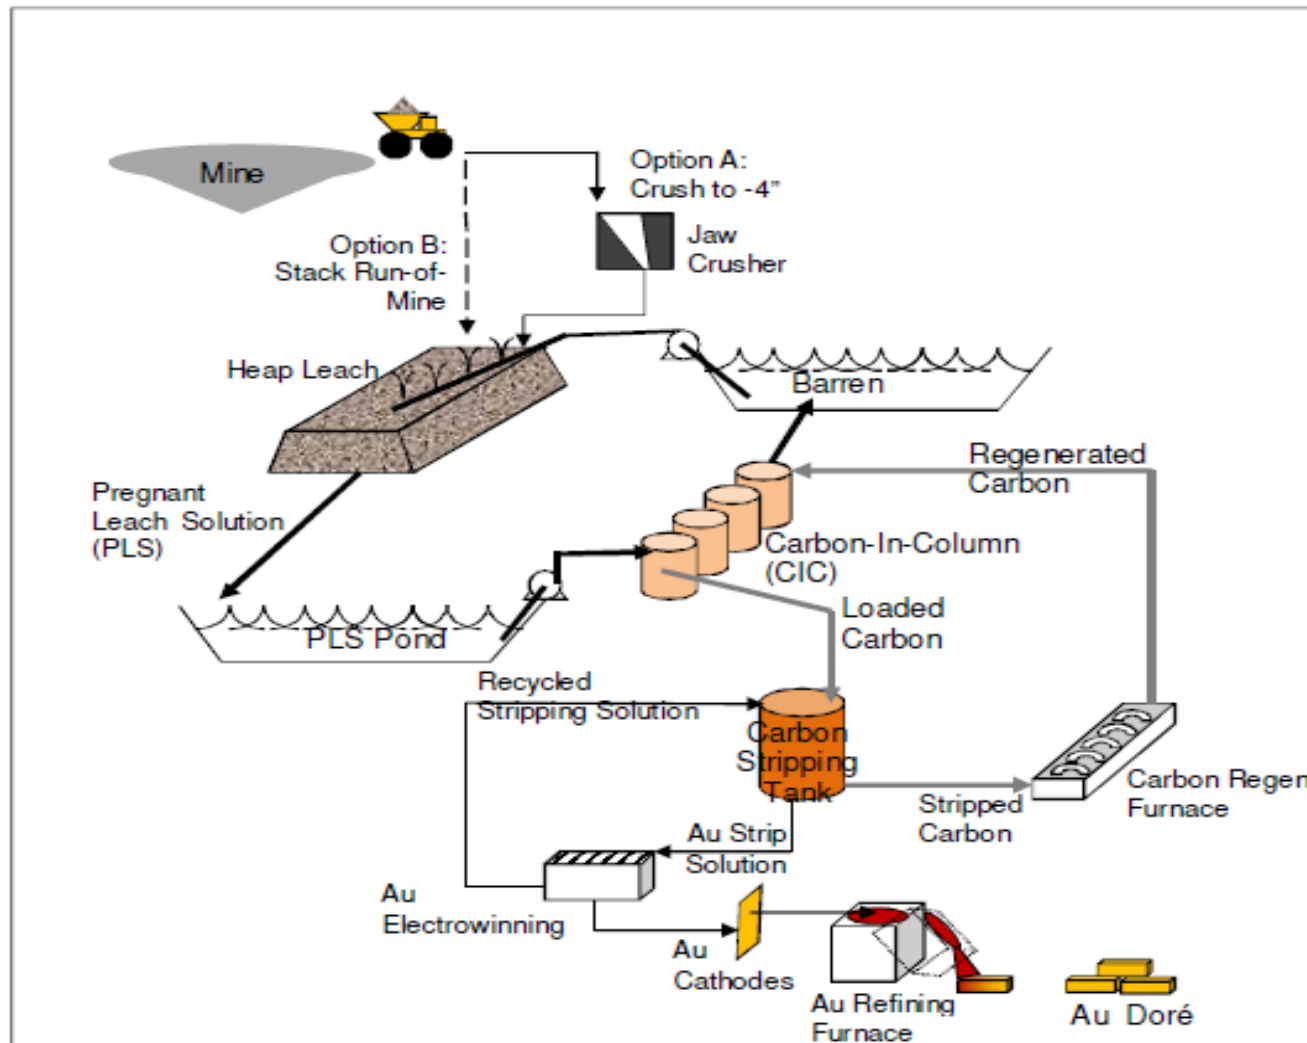 Mine
Option A:
Crush to -4"
Jaw
Crusher
Option B:
Stack Run-of-
Mine
Heap Leach
Barren
Pregnant
Leach Solution
(PLS)
Regenerated
Carbon
Carbon-In-Column
(CIC)
Loaded
Carbon
PLS Pond
Recycled
Stripping Solution
Carbon
Stripping
Tank
Stripped
Carbon
Carbon Regen
Furnace
Au Strip
Solution
Au
Electrowinning
Au
Cathodes
Au Refining
Furnace
Au Doré